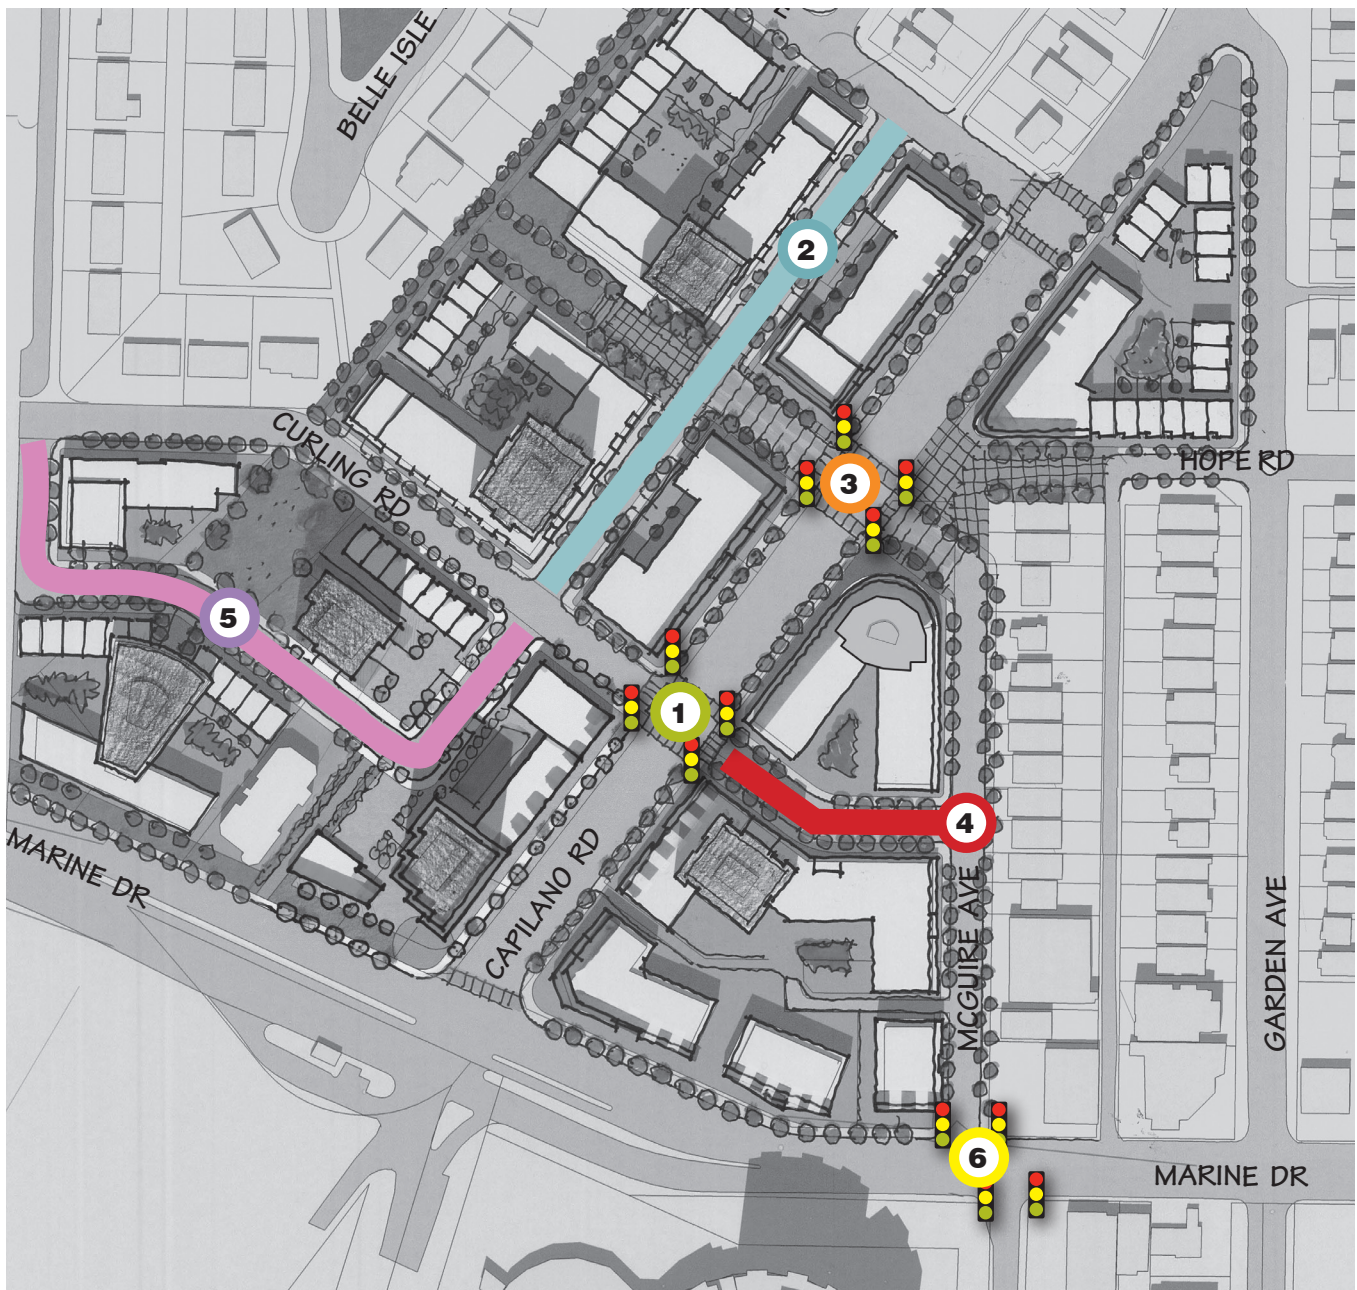 BELLE ISLE
2
CURLING RD
3
HOPE RD
5
1
4
MARINE DR
CAPILANO RD
MCGUIRE AVE
GARDEN AVE
6
MARINE DR